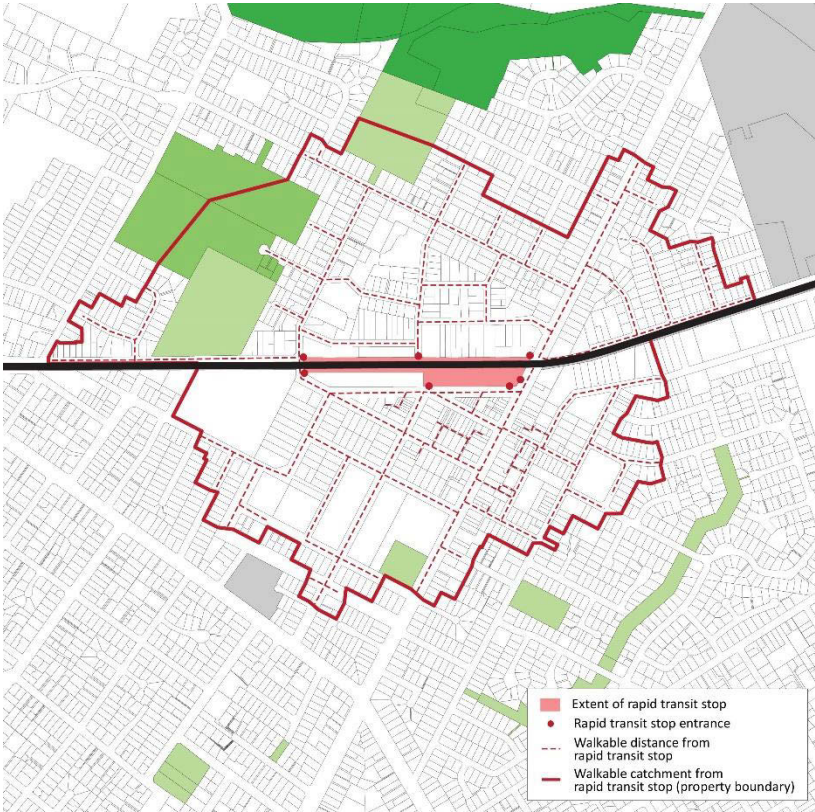 Extent of rapid transit stop
Rapid transit stop entrance
Walkable distance from
rapid transit stop
Walkable catchment from
rapid transit stop (property boundary)